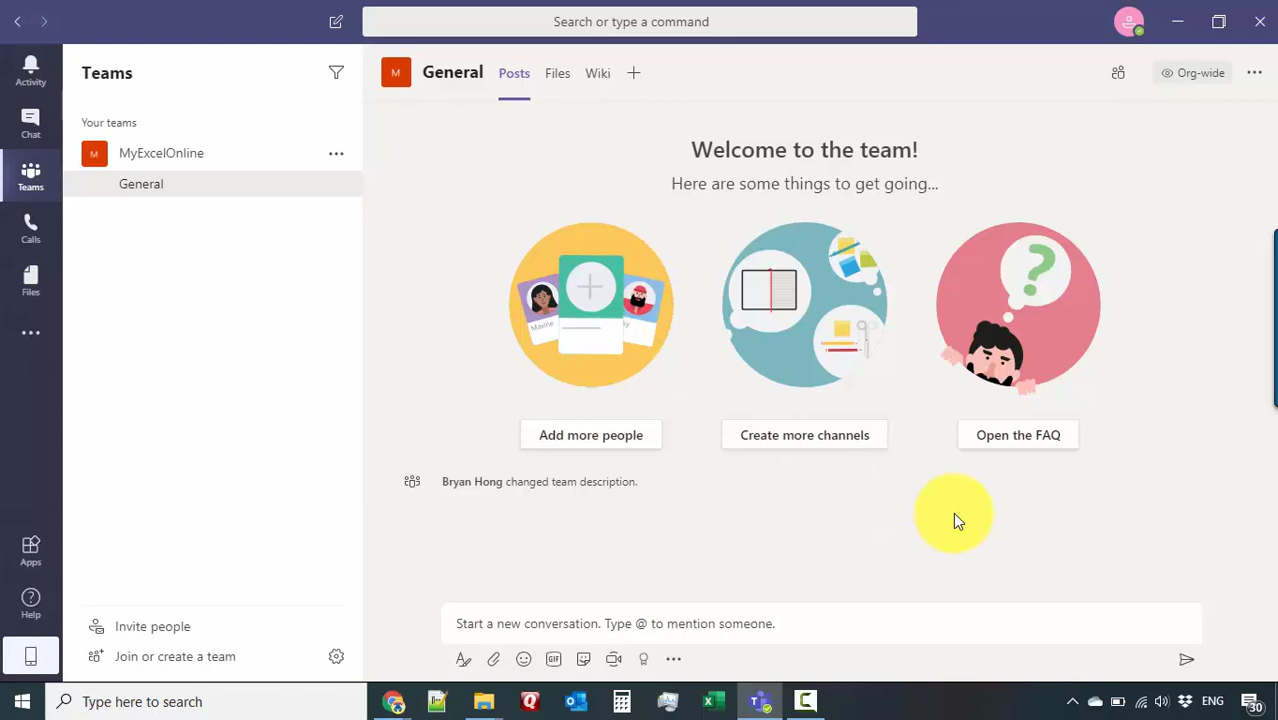 Search or type a command
Activity
Chat
Teams
Calls
Files
Apps
Help
Teams
Your teams
M
MyExcelOnline
General
Invite people
Join or create a team
M
General
Posts
Files
Wiki
Org-wide
Welcome to the team!
Here are some things to get going...
Maxine
Add more people
Create more channels
?
Open the FAQ
Bryan Hong changed team description.
Start a new conversation. Type @ to mention someone.
GIF
Type here to search
ENG
30